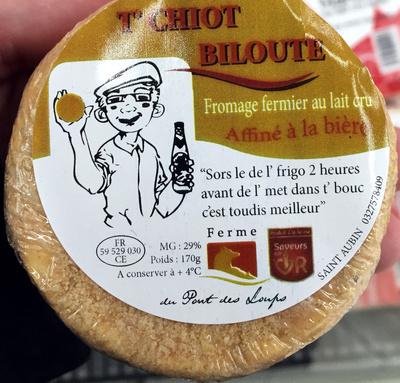 T' CHIOT
BILOUTE
Fromage fermier au lait cru
Affiné à la bière
"Sors le de l' frigo 2 heures
avant de l' met dans t' bouc
c'est toudis meilleur"
Ferme
FR
59 529 030
CE
MG : 29%
Poids : 170g
A conserver à + 4°C
Saveurs
en OR
du Pont des Loups
SAINT AUBIN 0327578409